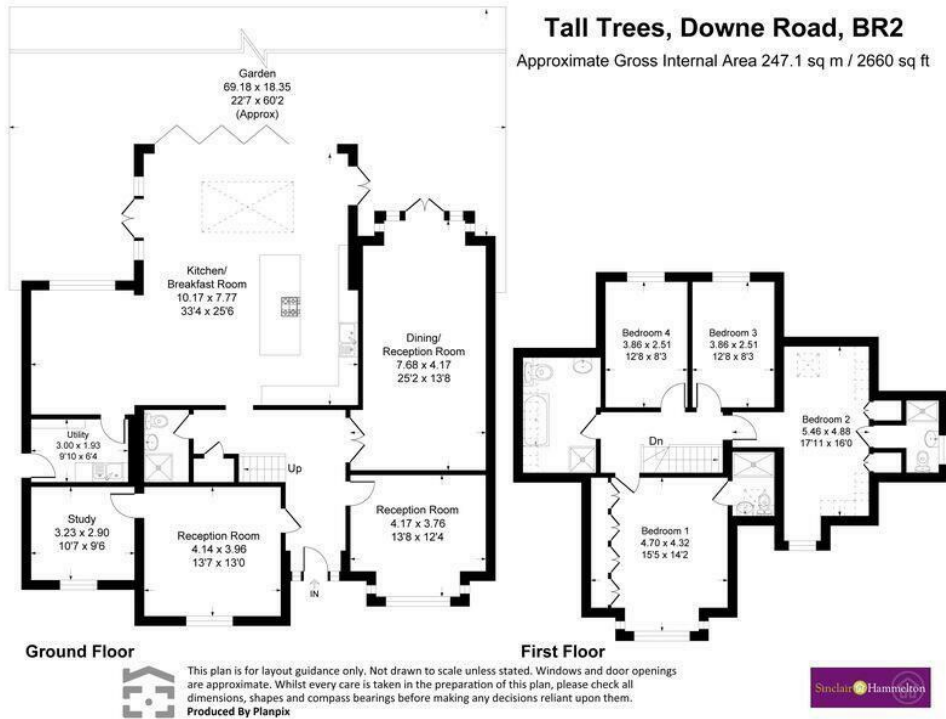 Tall Trees, Downe Road, BR2
Approximate Gross Internal Area 247.1 sq m / 2660 sq ft
Garden
69.18 x 18.35
22'7 x 60'2
(Approx)
Kitchen/
Breakfast Room
10.17 x 7.77
33'4 x 25'6
Dining/
Reception Room
7.68 x 4.17
25'2 x 13'8
Utility
3.00 x 1.93
9'10 x 6'4
Up
Study
3.23 x 2.90
10'7 x 9'6
Reception Room
4.14 x 3.96
13'7 x 13'0
Reception Room
4.17 x 3.76
13'8 x 12'4
IN
Ground Floor
Bedroom 4
3.86 x 2.51
12'8 x 8'3
Bedroom 3
3.86 x 2.51
12'8 x 8'3
Bedroom 2
5.46 x 4.88
17'11 x 16'0
Dn
Bedroom 1
4.70 x 4.32
15'5 x 14'2
First Floor
This plan is for layout guidance only. Not drawn to scale unless stated. Windows and door openings
are approximate. Whilst every care is taken in the preparation of this plan, please check all
dimensions, shapes and compass bearings before making any decisions reliant upon them.
Produced By Planpix
Sinclair Hammelton